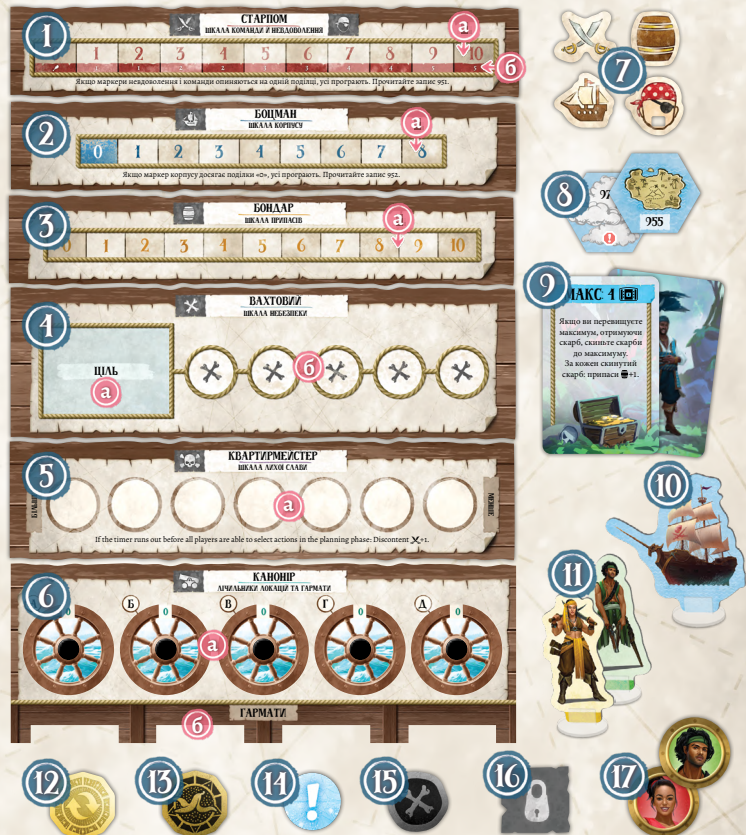 1
СТАРПОМ
ШКАЛА КОМАНДИ Й НЕВДОВОЛЕННЯ
а
1 2 3 4 5 6 7 8 9 10
б
Якщо маркери невдоволення і команди опиняються на одній поділці, усі програють. Прочитайте запис 951.
2
БОЦМАН
ШКАЛА КОРПУСУ
а
0 1 2 3 4 5 6 7 8
Якщо маркер корпусу досягає поділки «0», усі програють. Прочитайте запис 952.
3
БОНДАР
ШКАЛА ПРИПАСІВ
а
0 1 2 3 4 5 6 7 8 9 10
4
ВАХТОВИЙ
ШКАЛА НЕБЕЗПЕКИ
ЦІЛЬ
а
б
5
КВАРТИРМЕЙСТЕР
ШКАЛА ЛИХОЇ СЛАВИ
а
If the timer runs out before all players are able to select actions in the planning phase: Discontent +1.
6
КАНОНІР
ЛІЧИЛЬНИКИ ЛОКАЦІЙ ТА ГАРМАТИ
Б В Г Д
0 0 0 0 0
а
ГАРМАТИ
б
7
8
97
955
!
9
МАКС: 4
Якщо ви перевищуєте
максимум, отримуючи
скарб, скиньте скарби
до максимуму.
За кожен скинутий
скарб: припаси +1.
10
11
12
13
14
!
15
16
17